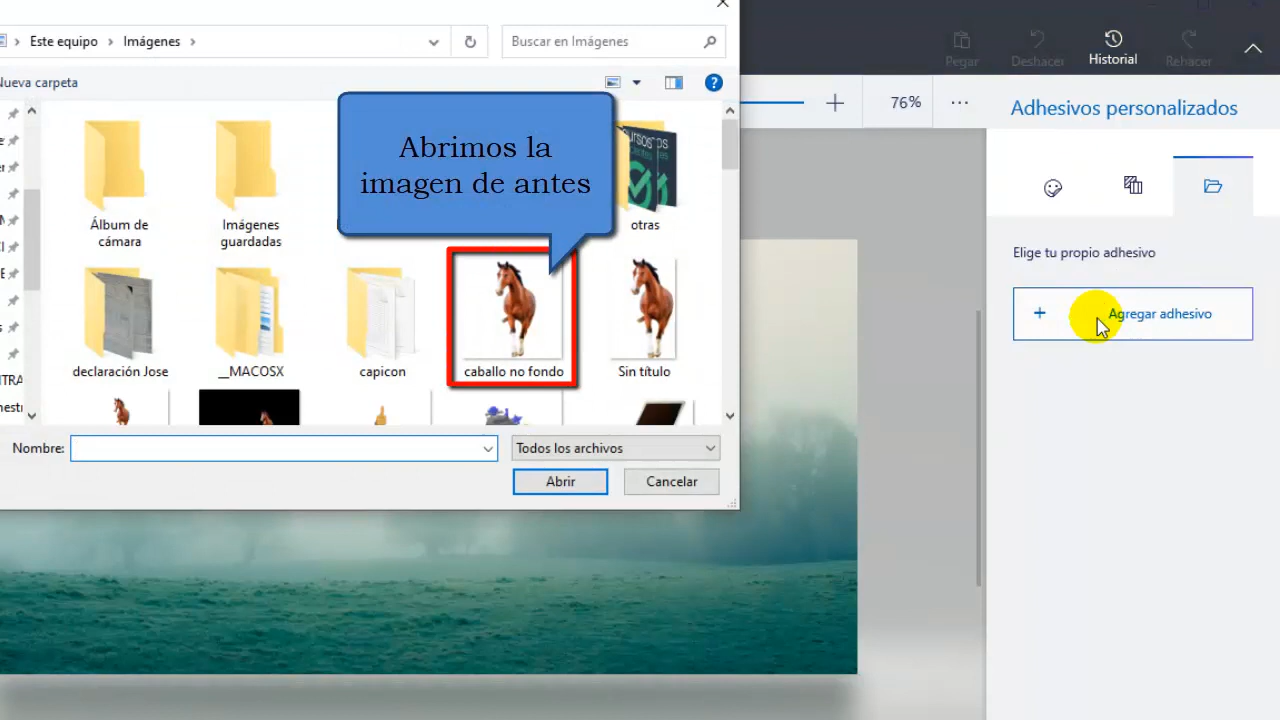 Este equipo
Imágenes
Buscar en Imágenes
Pegar
Deshacer
Historial
Rehacer
Nueva carpeta
76%
Adhesivos personalizados
Abrimos la
imagen de antes
Álbum de
cámara
Imágenes
guardadas
otras
Elige tu propio adhesivo
+ Agregar adhesivo
declaración Jose
__MACOSX
capicon
caballo no fondo
Sin título
Nombre:
Todos los archivos
Abrir
Cancelar